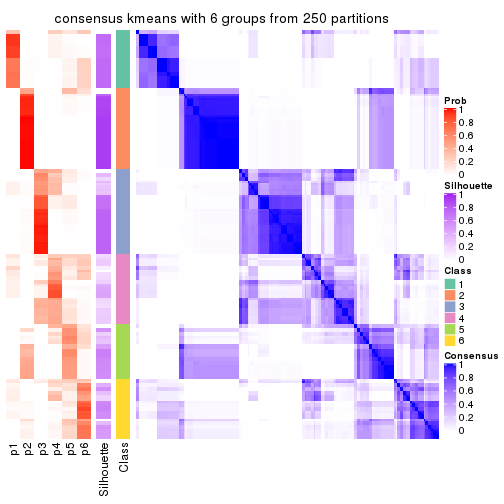 consensus kmeans with 6 groups from 250 partitions
Prob
1
0.8
0.6
0.4
0.2
0
Silhouette
1
0.8
0.6
0.4
0.2
0
Class
1
2
3
4
5
6
Consensus
1
0.8
0.6
0.4
0.2
0
p1
p2
p3
p4
p5
p6
Silhouette
Class